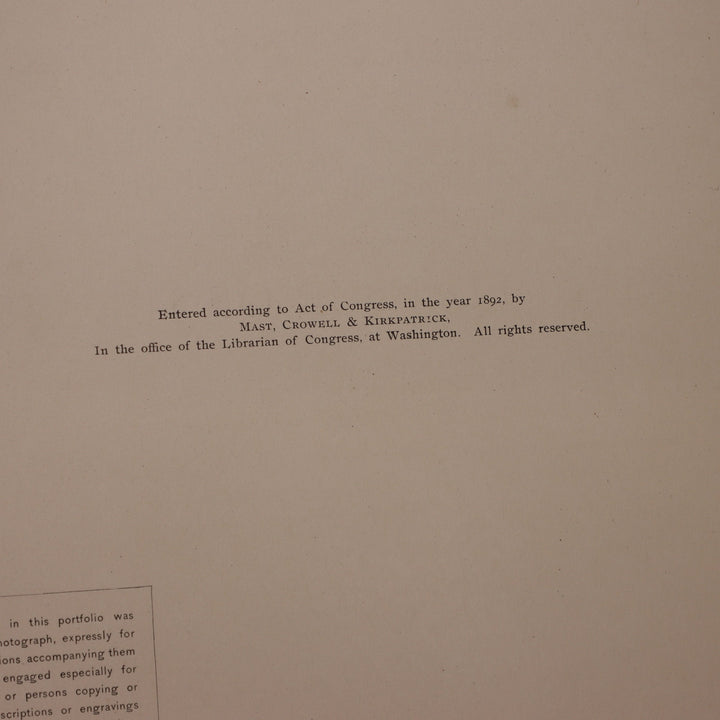 Entered according to Act of Congress, in the year 1892, by
MAST, CROWELL & KIRKPATRICK,
In the office of the Librarian of Congress, at Washington. All rights reserved.
in this portfolio was
hotograph, expressly for
ions accompanying them
engaged especially for
or persons copying or
scriptions or engravings